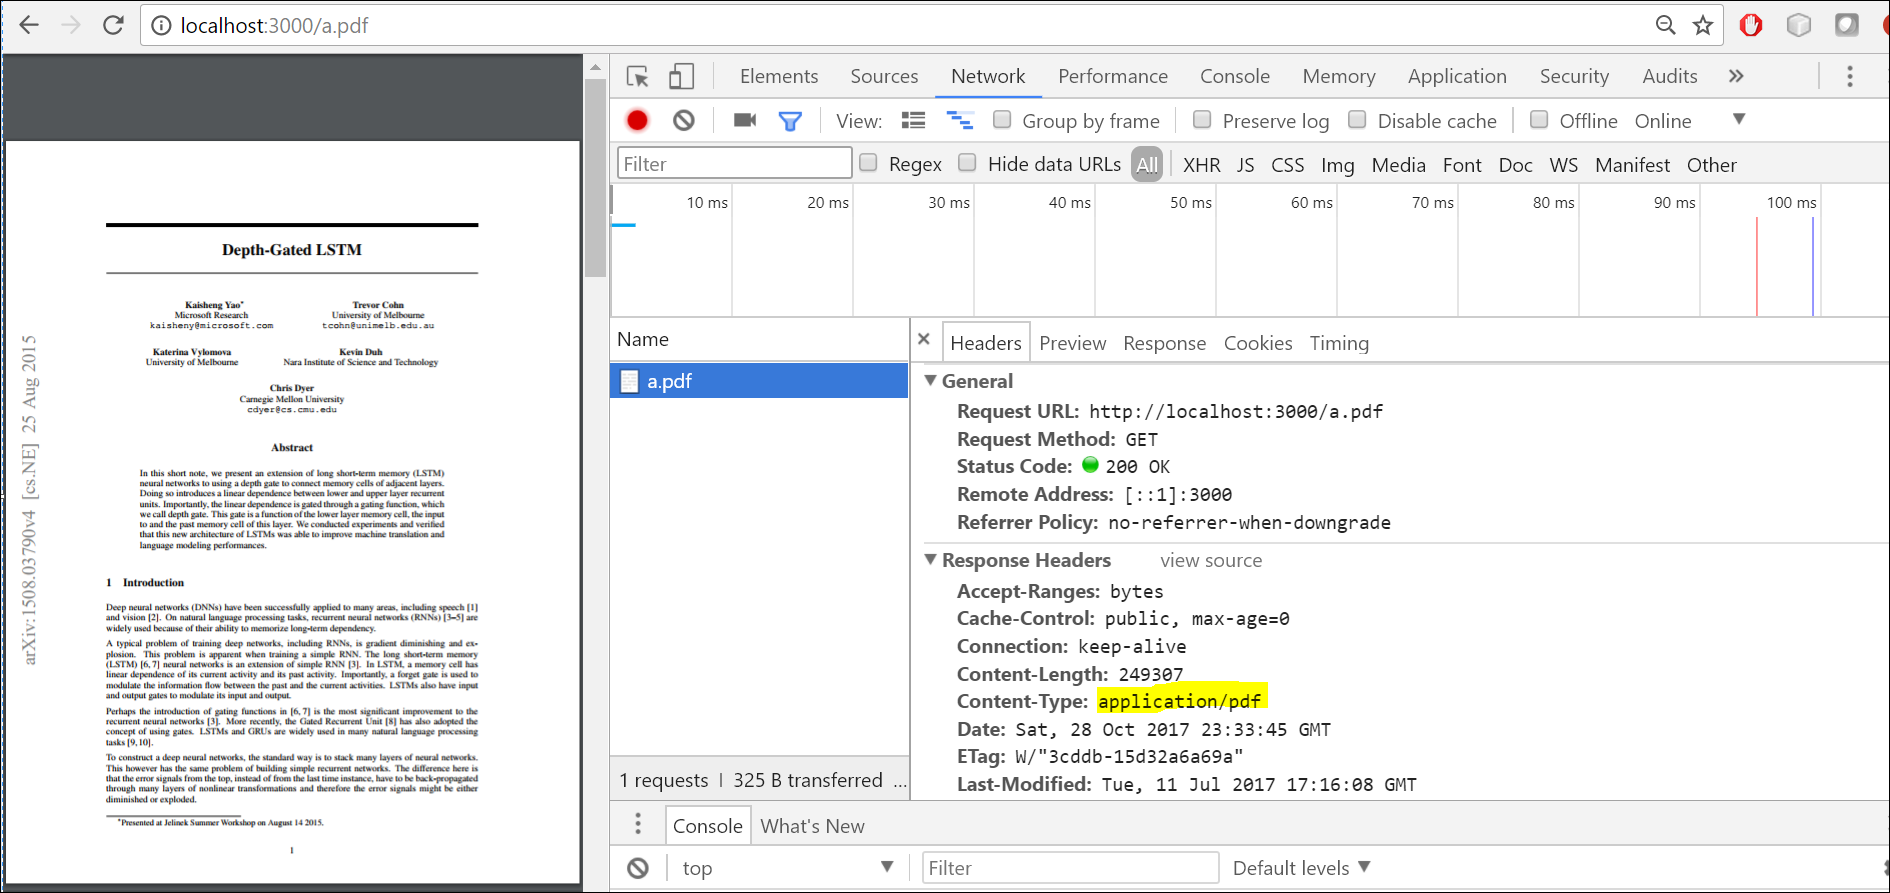 localhost:3000/a.pdf
Depth-Gated LSTM
Kaisheng Yao*
Microsoft Research
kaisheny@microsoft.com
Trevor Cohn
University of Melbourne
tcohn@unimelb.edu.au
Katerina Vylomova
University of Melbourne
Kevin Duh
Nara Institute of Science and Technology
Chris Dyer
Carnegie Mellon University
cdyer@cs.cmu.edu
arXiv:1508.03790v4 [cs.NE] 25 Aug 2015
Abstract
In this short note, we present an extension of long short-term memory (LSTM)
neural networks to using a depth gate to connect memory cells of adjacent layers.
Doing so introduces a linear dependence between lower and upper layer recurrent
units. Importantly, the linear dependence is gated through a gating function, which
we call depth gate. This gate is a function of the lower layer memory cell, the input
to and the past memory cell of this layer. We conducted experiments and verified
that this new architecture of LSTMs was able to improve machine translation and
language modeling performances.
1 Introduction
Deep neural networks (DNNs) have been successfully applied to many areas, including speech [1]
and vision [2]. On natural language processing tasks, recurrent neural networks (RNNs) [3-5] are
widely used because of their ability to memorize long-term dependency.
A typical problem of training deep networks, including RNNs, is gradient diminishing and ex-
plosion. This problem is apparent when training a simple RNN. The long short-term memory
(LSTM) [6, 7] neural networks is an extension of simple RNN [3]. In LSTM, a memory cell has
linear dependence of its current activity and its past activity. Importantly, a forget gate is used to
modulate the information flow between the past and the current activities. LSTMs also have input
and output gates to modulate its input and output.
Perhaps the introduction of gating functions in [6, 7] is the most significant improvement to the
recurrent neural networks [3]. More recently, the Gated Recurrent Unit [8] has also adopted the
concept of using gates. LSTMs and GRUs are widely used in many natural language processing
tasks [9, 10].
To construct a deep neural networks, the standard way is to stack many layers of neural networks.
This however has the same problem of building simple recurrent networks. The difference here is
that the error signals from the top, instead of from the last time instance, have to be back-propagated
through many layers of nonlinear transformations and therefore the error signals might be either
diminished or exploded.
*Presented at Jelinek Summer Workshop on August 14 2015.
1
Elements Sources Network Performance Console Memory Application Security Audits »
View: Group by frame Preserve log Disable cache Offline Online
Filter Regex Hide data URLs All XHR JS CSS Img Media Font Doc WS Manifest Other
10 ms 20 ms 30 ms 40 ms 50 ms 60 ms 70 ms 80 ms 90 ms 100 ms
Name
a.pdf
1 requests | 325 B transferred ...
× Headers Preview Response Cookies Timing
General
Request URL: http://localhost:3000/a.pdf
Request Method: GET
Status Code: 200 OK
Remote Address: [::1]:3000
Referrer Policy: no-referrer-when-downgrade
Response Headers view source
Accept-Ranges: bytes
Cache-Control: public, max-age=0
Connection: keep-alive
Content-Length: 249307
Content-Type: application/pdf
Date: Sat, 28 Oct 2017 23:33:45 GMT
ETag: W/"3cddb-15d32a6a69a"
Last-Modified: Tue, 11 Jul 2017 17:16:08 GMT
Console What's New
top Filter Default levels